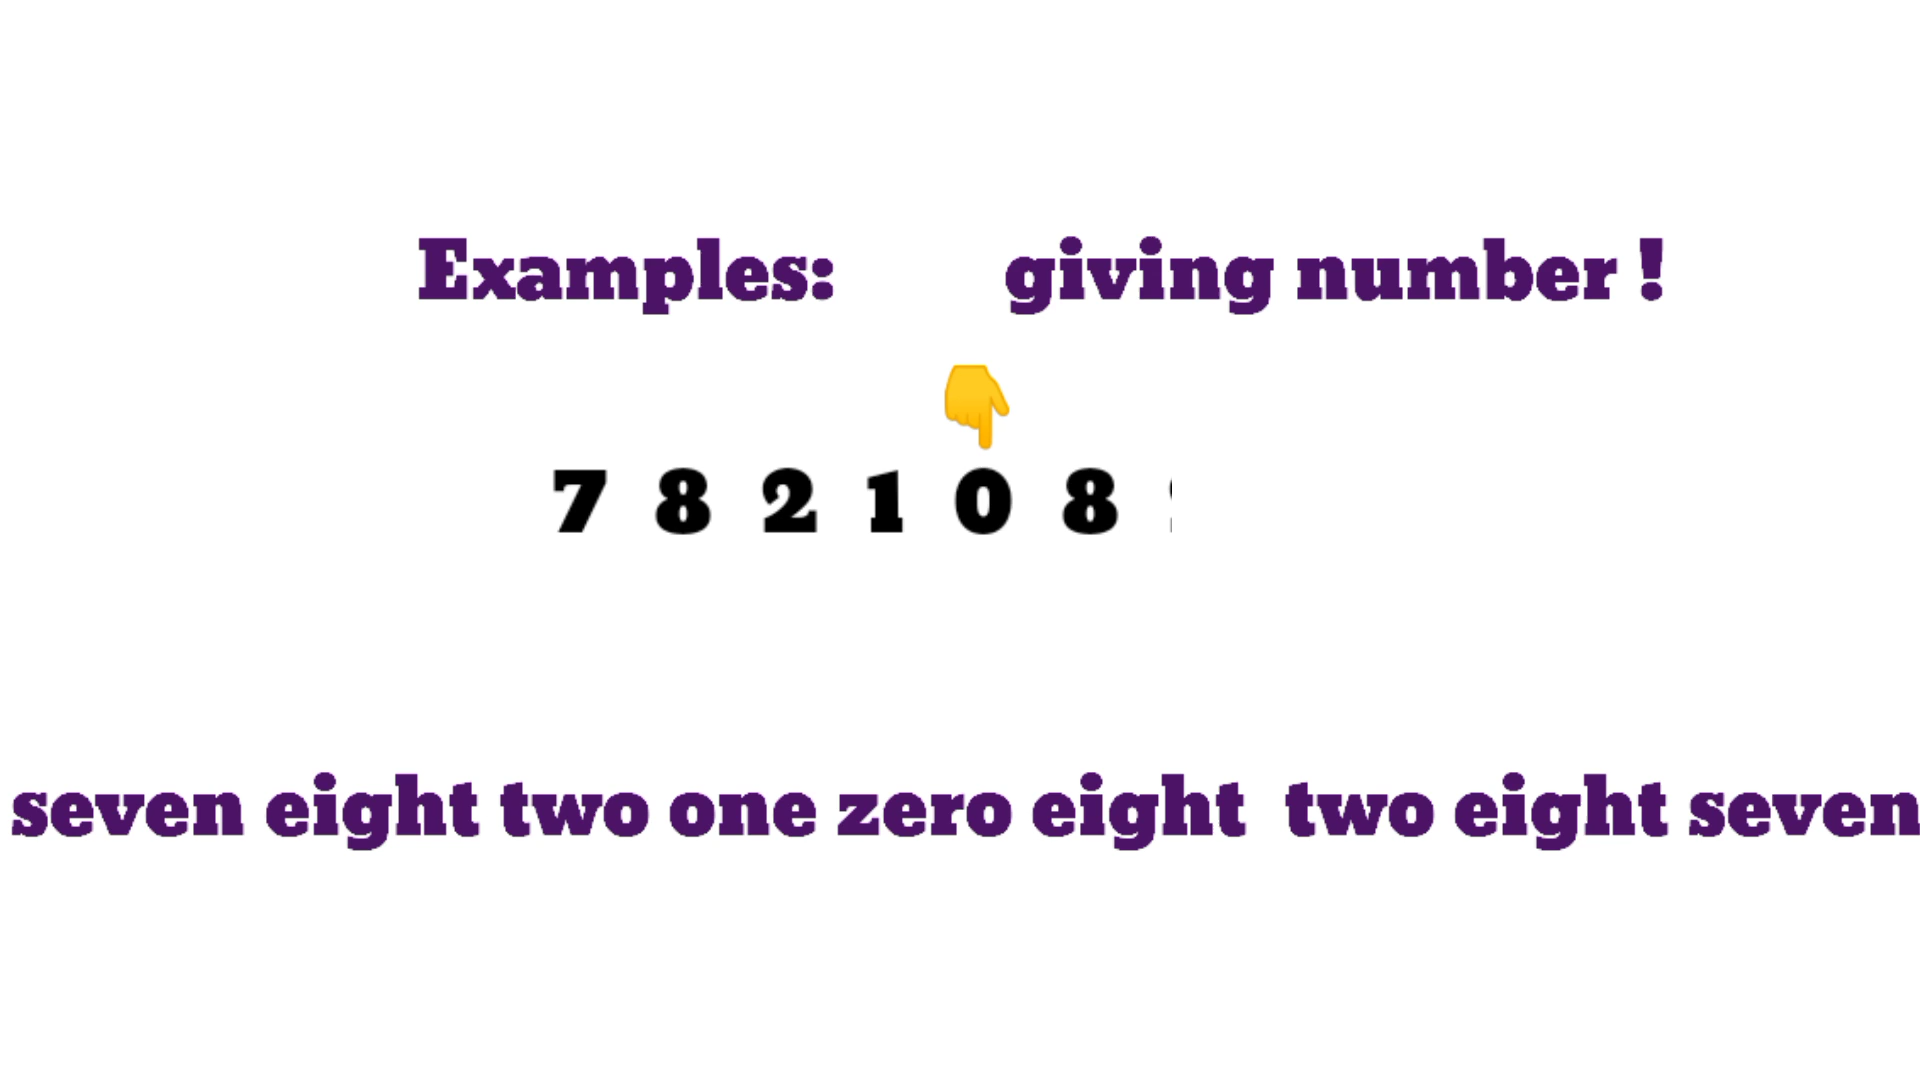 Examples: giving number !
👇
7 8 2 1 0 8
seven eight two one zero eight two eight seven